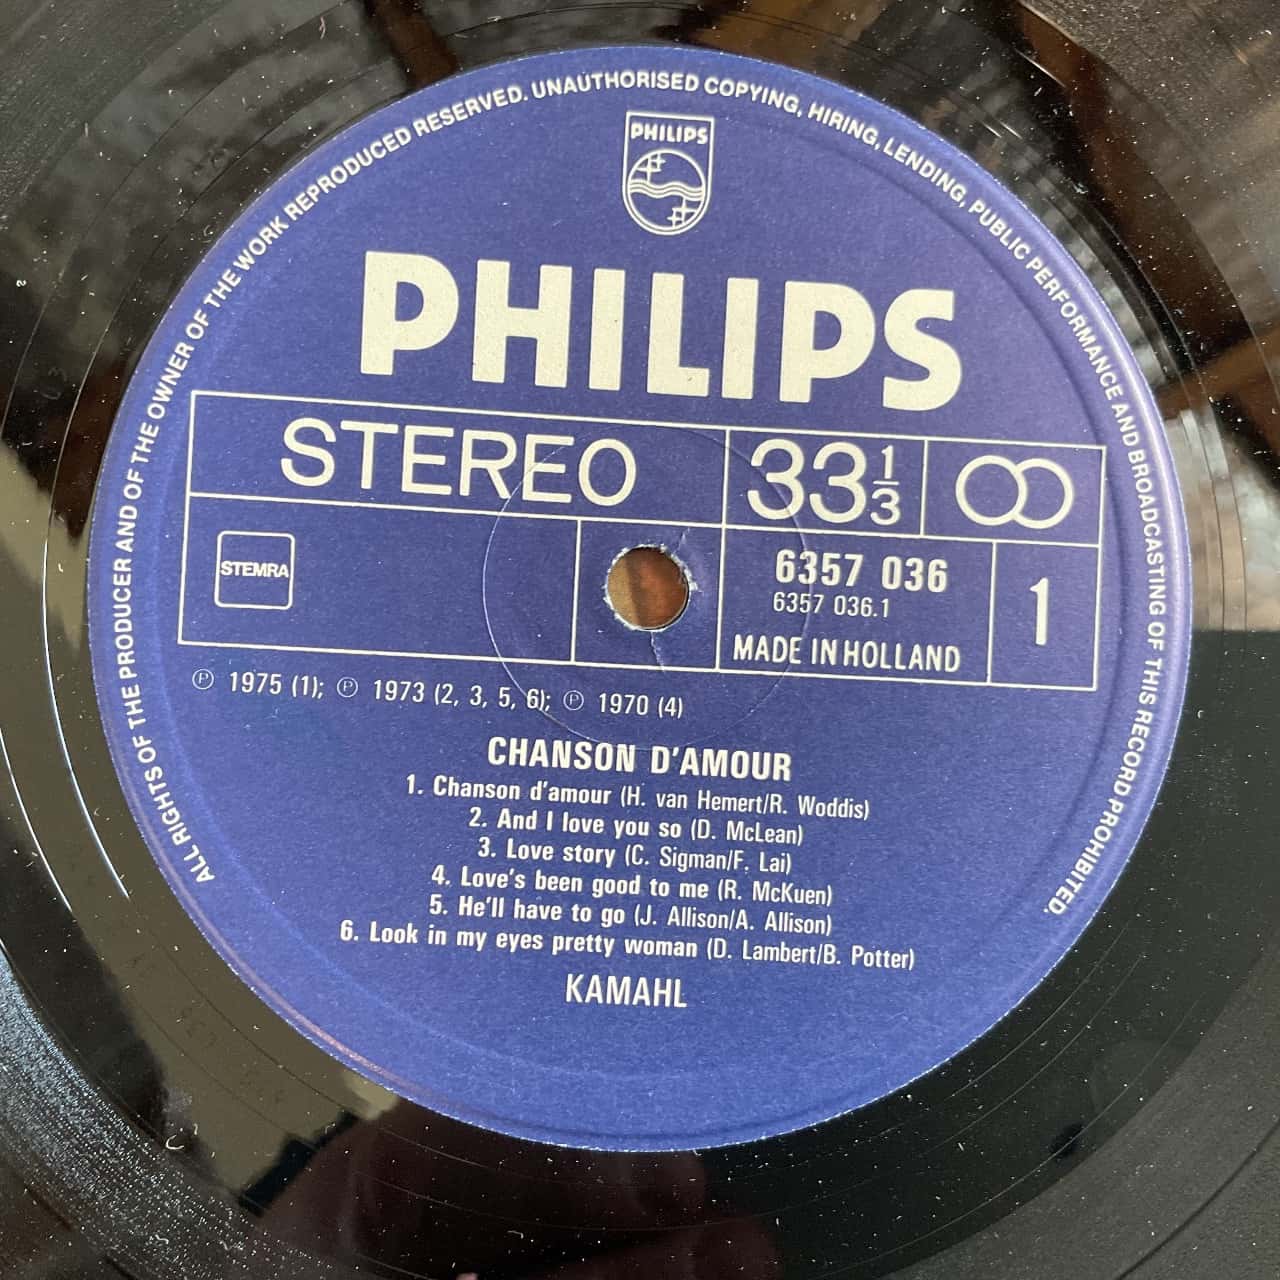 ALL RIGHTS OF THE PRODUCER AND OF THE OWNER OF THE WORK REPRODUCED RESERVED. UNAUTHORISED COPYING, HIRING, LENDING, PUBLIC PERFORMANCE AND BROADCASTING OF THIS RECORD PROHIBITED.
PHILIPS
PHILIPS
STEREO
33 1/3
STEMRA
6357 036
6357 036.1
MADE IN HOLLAND
1
℗ 1975 (1); ℗ 1973 (2, 3, 5, 6); ℗ 1970 (4)
CHANSON D'AMOUR
1. Chanson d'amour (H. van Hemert/R. Woddis)
2. And I love you so (D. McLean)
3. Love story (C. Sigman/F. Lai)
4. Love's been good to me (R. McKuen)
5. He'll have to go (J. Allison/A. Allison)
6. Look in my eyes pretty woman (D. Lambert/B. Potter)
KAMAHL